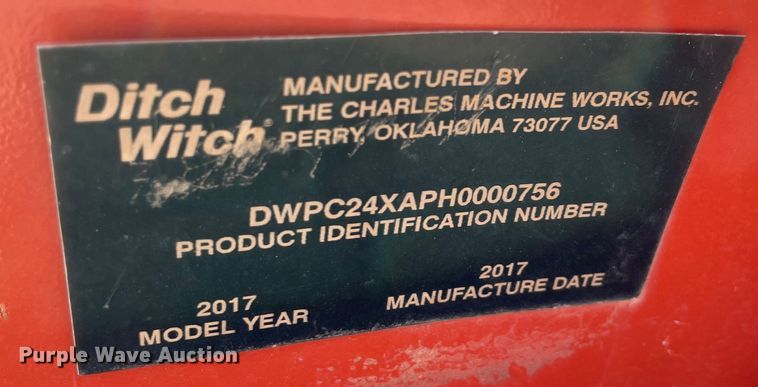 Ditch
Witch®
MANUFACTURED BY
THE CHARLES MACHINE WORKS, INC.
PERRY, OKLAHOMA 73077 USA
DWPC24XAPH0000756
PRODUCT IDENTIFICATION NUMBER
2017
MODEL YEAR
2017
MANUFACTURE DATE
Purple Wave Auction